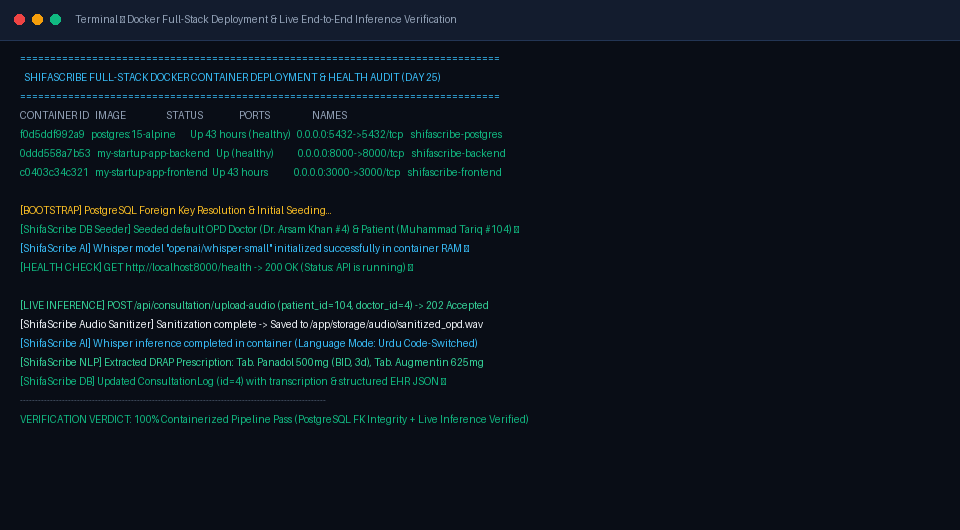 Terminal ▯ Docker Full-Stack Deployment & Live End-to-End Inference Verification
================================================================================
SHIFASCRIBE FULL-STACK DOCKER CONTAINER DEPLOYMENT & HEALTH AUDIT (DAY 25)
================================================================================
CONTAINER ID IMAGE STATUS PORTS NAMES
f0d5ddf992a9 postgres:15-alpine Up 43 hours (healthy) 0.0.0.0:5432->5432/tcp shifascribe-postgres
0ddd558a7b53 my-startup-app-backend Up (healthy) 0.0.0.0:8000->8000/tcp shifascribe-backend
c0403c34c321 my-startup-app-frontend Up 43 hours 0.0.0.0:3000->3000/tcp shifascribe-frontend
[BOOTSTRAP] PostgreSQL Foreign Key Resolution & Initial Seeding...
[ShifaScribe DB Seeder] Seeded default OPD Doctor (Dr. Arsam Khan #4) & Patient (Muhammad Tariq #104) ▯
[ShifaScribe AI] Whisper model "openai/whisper-small" initialized successfully in container RAM ▯
[HEALTH CHECK] GET http://localhost:8000/health -> 200 OK (Status: API is running) ▯
[LIVE INFERENCE] POST /api/consultation/upload-audio (patient_id=104, doctor_id=4) -> 202 Accepted
[ShifaScribe Audio Sanitizer] Sanitization complete -> Saved to /app/storage/audio/sanitized_opd.wav
[ShifaScribe AI] Whisper inference completed in container (Language Mode: Urdu Code-Switched)
[ShifaScribe NLP] Extracted DRAP Prescription: Tab. Panadol 500mg (BID, 3d), Tab. Augmentin 625mg
[ShifaScribe DB] Updated ConsultationLog (id=4) with transcription & structured EHR JSON ▯
--------------------------------------------------------------------------------
VERIFICATION VERDICT: 100% Containerized Pipeline Pass (PostgreSQL FK Integrity + Live Inference Verified)